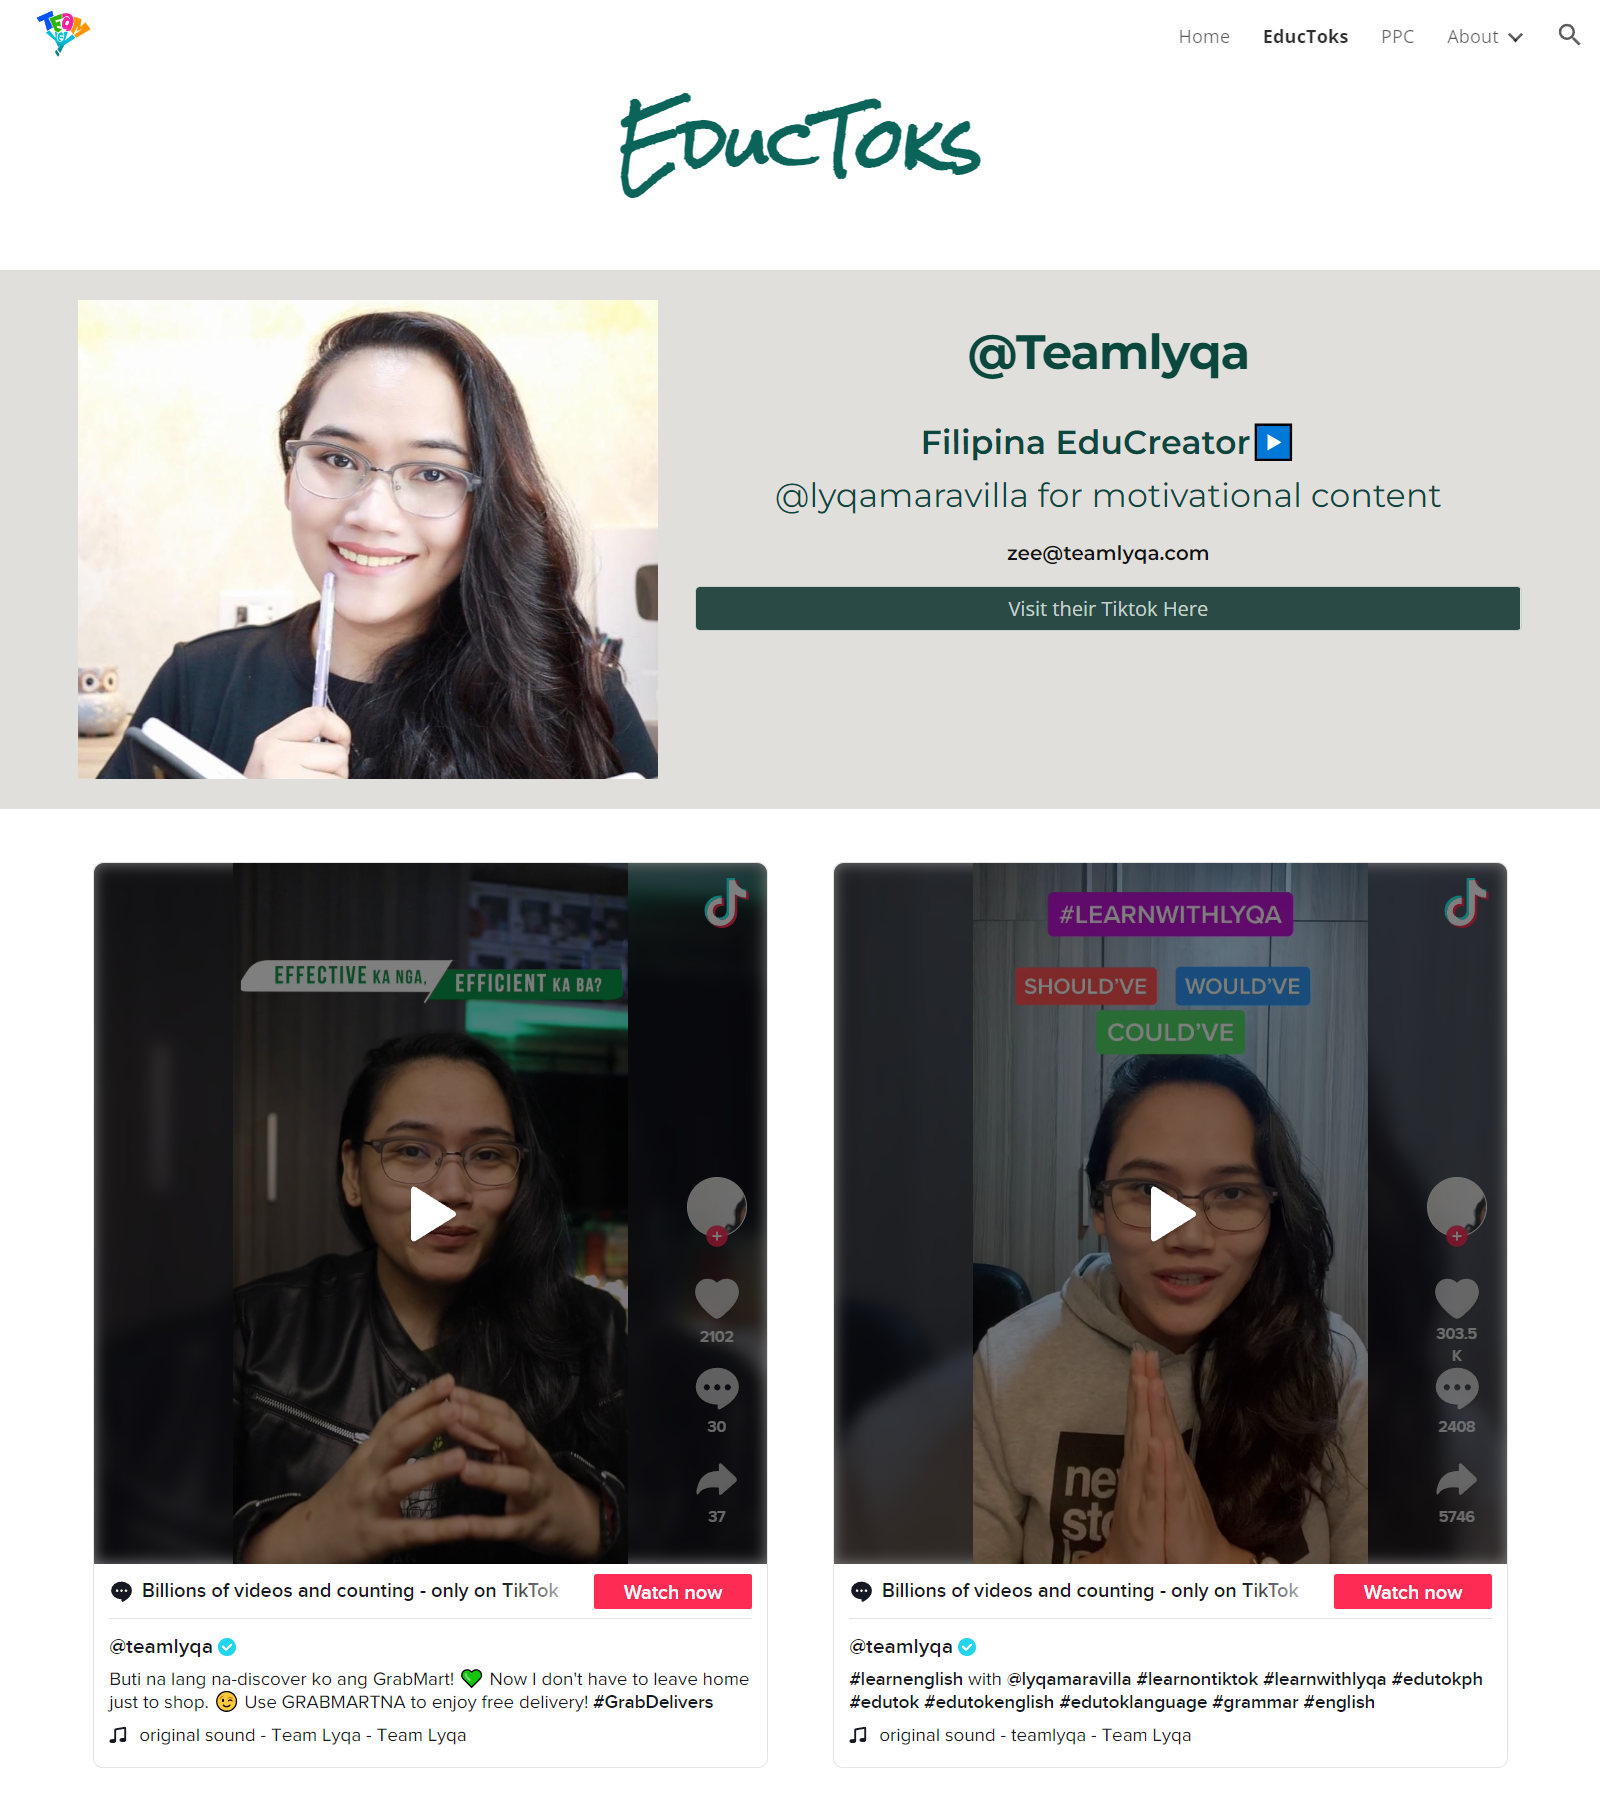 TEAM
Home
EducToks
PPC
About
EDUCTOKS
@Teamlyqa
Filipina EduCreator
@lyqamaravilla for motivational content
zee@teamlyqa.com
Visit their Tiktok Here
EFFECTIVE KA NGA,
EFFICIENT KA BA?
2102
30
37
Billions of videos and counting - only on TikTok
Watch now
@teamlyqa
Buti na lang na-discover ko ang GrabMart! 💚 Now I don't have to leave home
just to shop. 😉 Use GRABMARTNA to enjoy free delivery! #GrabDelivers
original sound - Team Lyqa - Team Lyqa
#LEARNWITHLYQA
SHOULD'VE
WOULD'VE
COULD'VE
303.5
K
2408
5746
Billions of videos and counting - only on TikTok
Watch now
@teamlyqa
#learnenglish with @lyqamaravilla #learnontiktok #learnwithlyqa #edutokph
#edutok #edutokenglish #edutoklanguage #grammar #english
original sound - teamlyqa - Team Lyqa